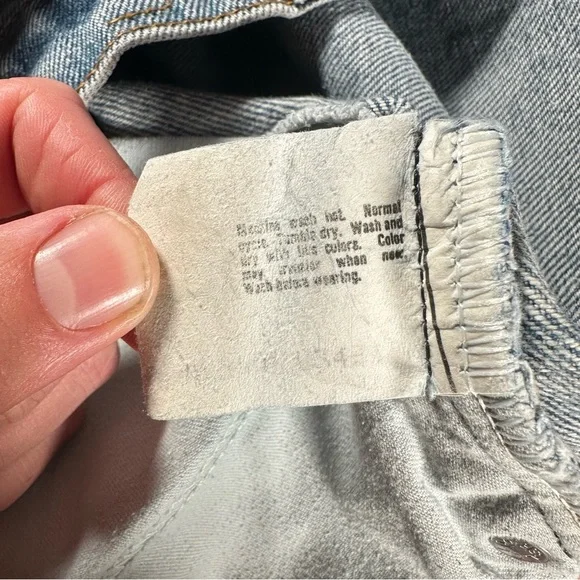 Machine wash hot. Normal
cycle. Tumble dry. Wash and
dry with like colors. Color
may transfer when new.
Wash before wearing.